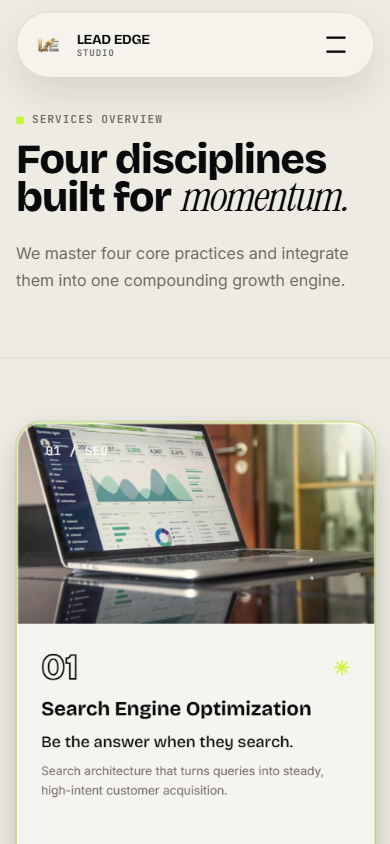 LEAD EDGE
STUDIO
SERVICES OVERVIEW
Four disciplines
built for momentum.
We master four core practices and integrate
them into one compounding growth engine.
01 / SEO
01
Search Engine Optimization
Be the answer when they search.
Search architecture that turns queries into steady,
high-intent customer acquisition.